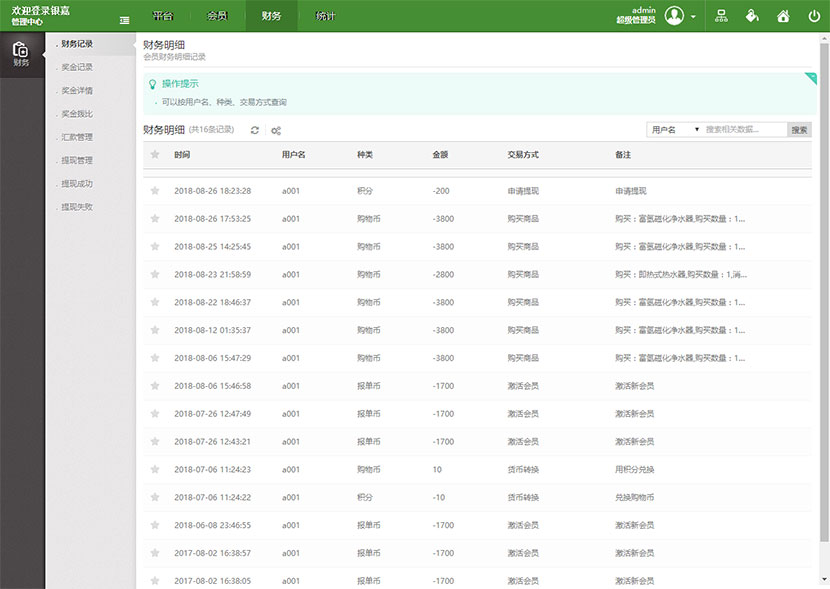 欢迎登录银嘉
管理中心
平台 会员 财务 统计
admin
超级管理员
财务
. 财务记录
. 奖金记录
. 奖金详情
. 奖金拨比
. 汇款管理
. 提现管理
. 提现成功
. 提现失败
财务明细
会员财务明细记录
操作提示
· 可以按用户名、种类、交易方式查询
财务明细 (共16条记录)
用户名 搜索相关数据... 搜索
时间 用户名 种类 金额 交易方式 备注
2018-08-26 18:23:28 a001 积分 -200 申请提现 申请提现
2018-08-26 17:53:25 a001 购物币 -3800 购买商品 购买：富氢磁化净水器,购买数量：1...
2018-08-25 14:25:45 a001 购物币 -3800 购买商品 购买：富氢磁化净水器,购买数量：1...
2018-08-23 21:58:59 a001 购物币 -2800 购买商品 购买：即热式热水器,购买数量：1,消...
2018-08-22 18:46:37 a001 购物币 -3800 购买商品 购买：富氢磁化净水器,购买数量：1...
2018-08-12 01:35:37 a001 购物币 -3800 购买商品 购买：富氢磁化净水器,购买数量：1...
2018-08-06 15:47:29 a001 购物币 -3800 购买商品 购买：富氢磁化净水器,购买数量：1...
2018-08-06 15:46:58 a001 报单币 -1700 激活会员 激活新会员
2018-07-26 12:47:49 a001 报单币 -1700 激活会员 激活新会员
2018-07-26 12:43:21 a001 报单币 -1700 激活会员 激活新会员
2018-07-06 11:24:23 a001 购物币 10 货币转换 用积分兑换
2018-07-06 11:24:22 a001 积分 -10 货币转换 兑换购物币
2018-06-08 23:46:55 a001 报单币 -1700 激活会员 激活新会员
2017-08-02 16:38:57 a001 报单币 -1700 激活会员 激活新会员
2017-08-02 16:38:05 a001 报单币 -1700 激活会员 激活新会员